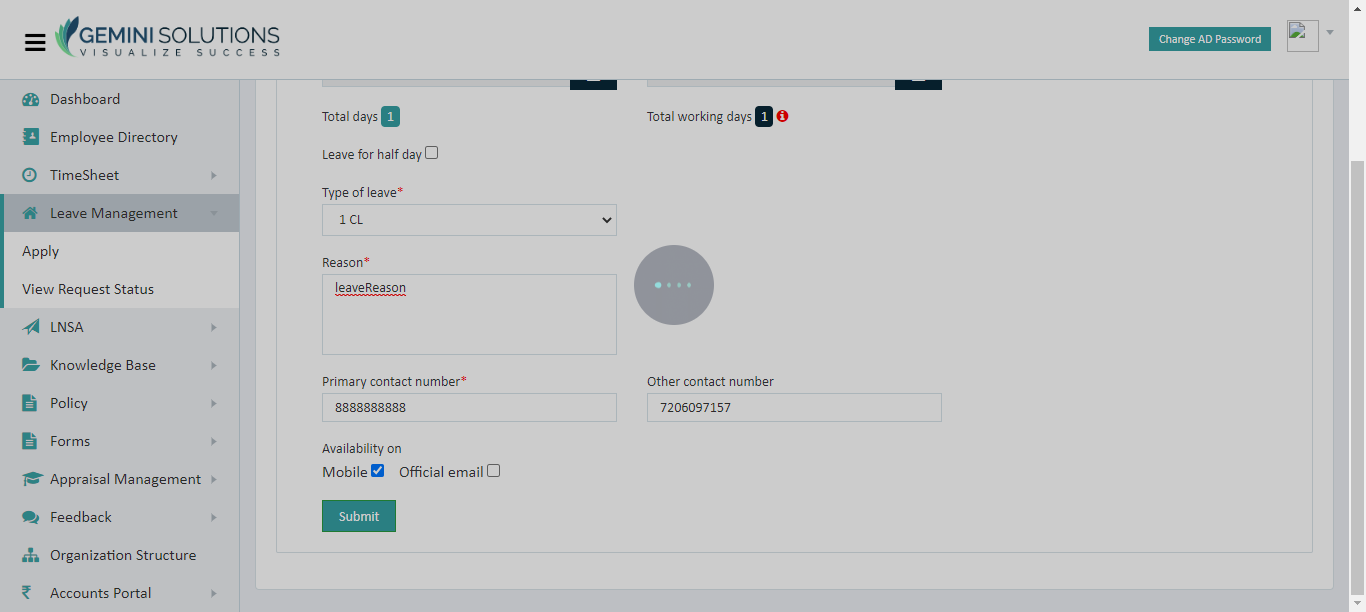 GEMINI SOLUTIONS
VISUALIZE SUCCESS
Change AD Password
Dashboard
Employee Directory
TimeSheet
Leave Management
Apply
View Request Status
LNSA
Knowledge Base
Policy
Forms
Appraisal Management
Feedback
Organization Structure
Accounts Portal
Total days 1
Total working days 1
Leave for half day
Type of leave*
1 CL
Reason*
leaveReason
Primary contact number*
Other contact number
8888888888
7206097157
Availability on
Mobile Official email
Submit